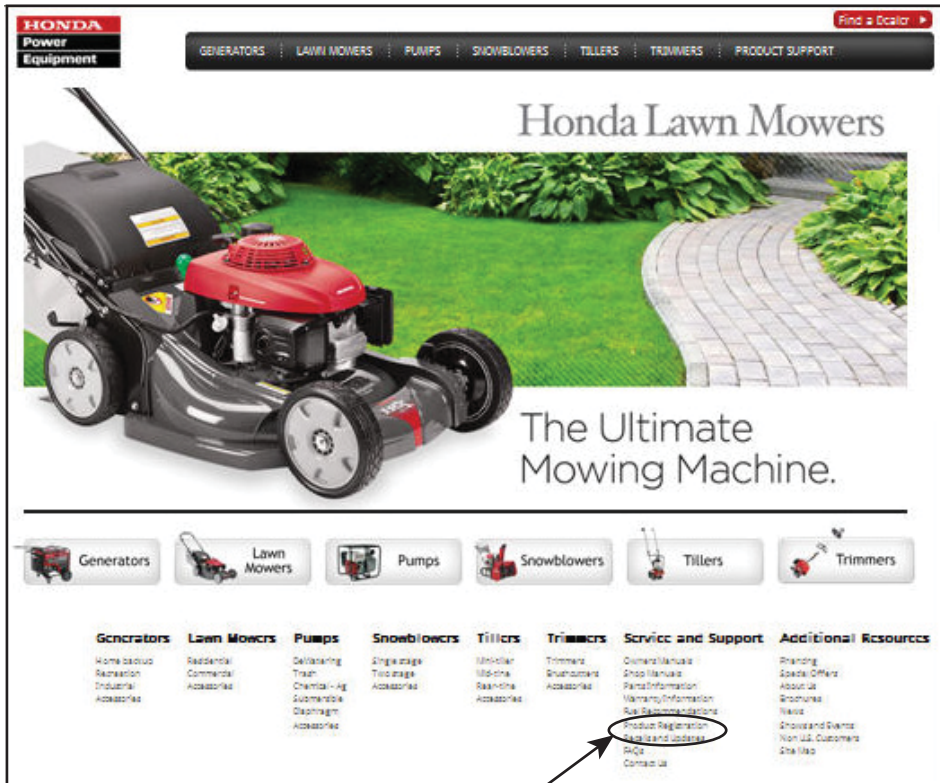 HONDA
Power
Equipment
Find a Dealer
GENERATORS LAWN MOWERS PUMPS SNOWBLOWERS TILLERS TRIMMERS PRODUCT SUPPORT
Honda Lawn Mowers
The Ultimate
Mowing Machine.
Generators
Lawn
Mowers
Pumps
Snowblowers
Tillers
Trimmers
Generators
Home backup
Recreation
Industrial
Accessories
Lawn Mowers
Residential
Commercial
Accessories
Pumps
DeWatering
Trash
Chemical - Ag
Submersible
Diaphragm
Accessories
Snowblowers
Single stage
Two stage
Accessories
Tillers
Mini-tiller
Mid-tine
Rear-tine
Accessories
Trimmers
Trimmers
Brushcutters
Accessories
Service and Support
Owners Manuals
Shop Manuals
Parts Information
Warranty Information
Fuel Recommendations
Product Registration
Recalls and Updates
FAQs
Contact Us
Additional Resources
Financing
Special Offers
About Us
Brochures
News
Shows and Events
Non U.S. Customers
Site Map